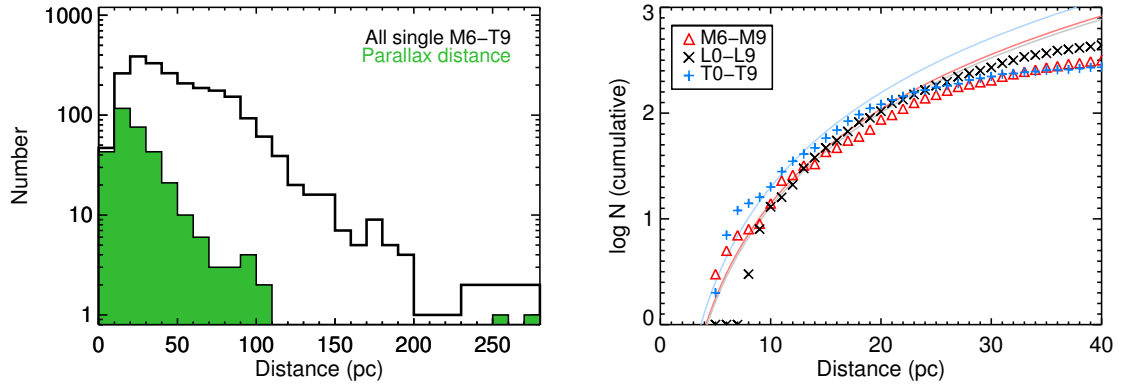 1000
100
10
1
Number
All single M6−T9
Parallax distance
0
50
100
150
200
250
Distance (pc)
3
2
1
0
log N (cumulative)
M6−M9
L0−L9
T0−T9
0
10
20
30
40
Distance (pc)